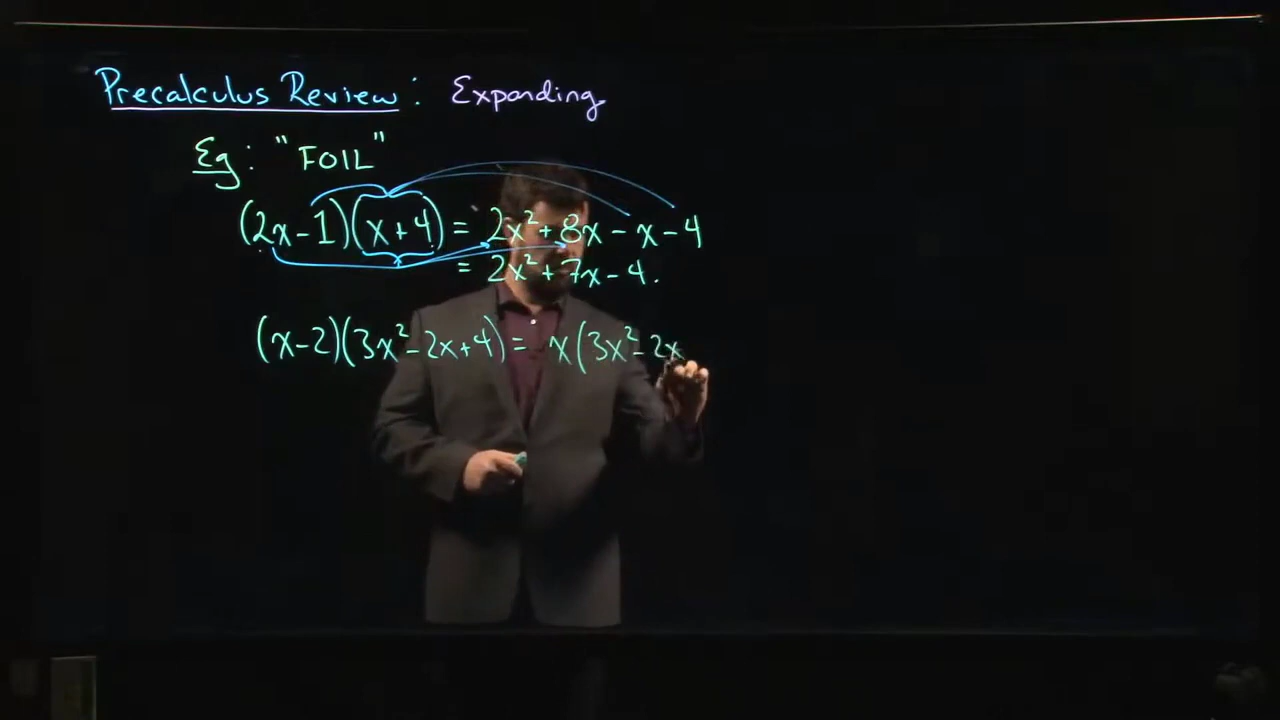 Precalculus Review: Expanding
Eg: "FOIL"
(2x-1)(x+4) = 2x²+8x-x-4
= 2x²+7x-4.
(x-2)(3x²-2x+4) = x(3x²-2x